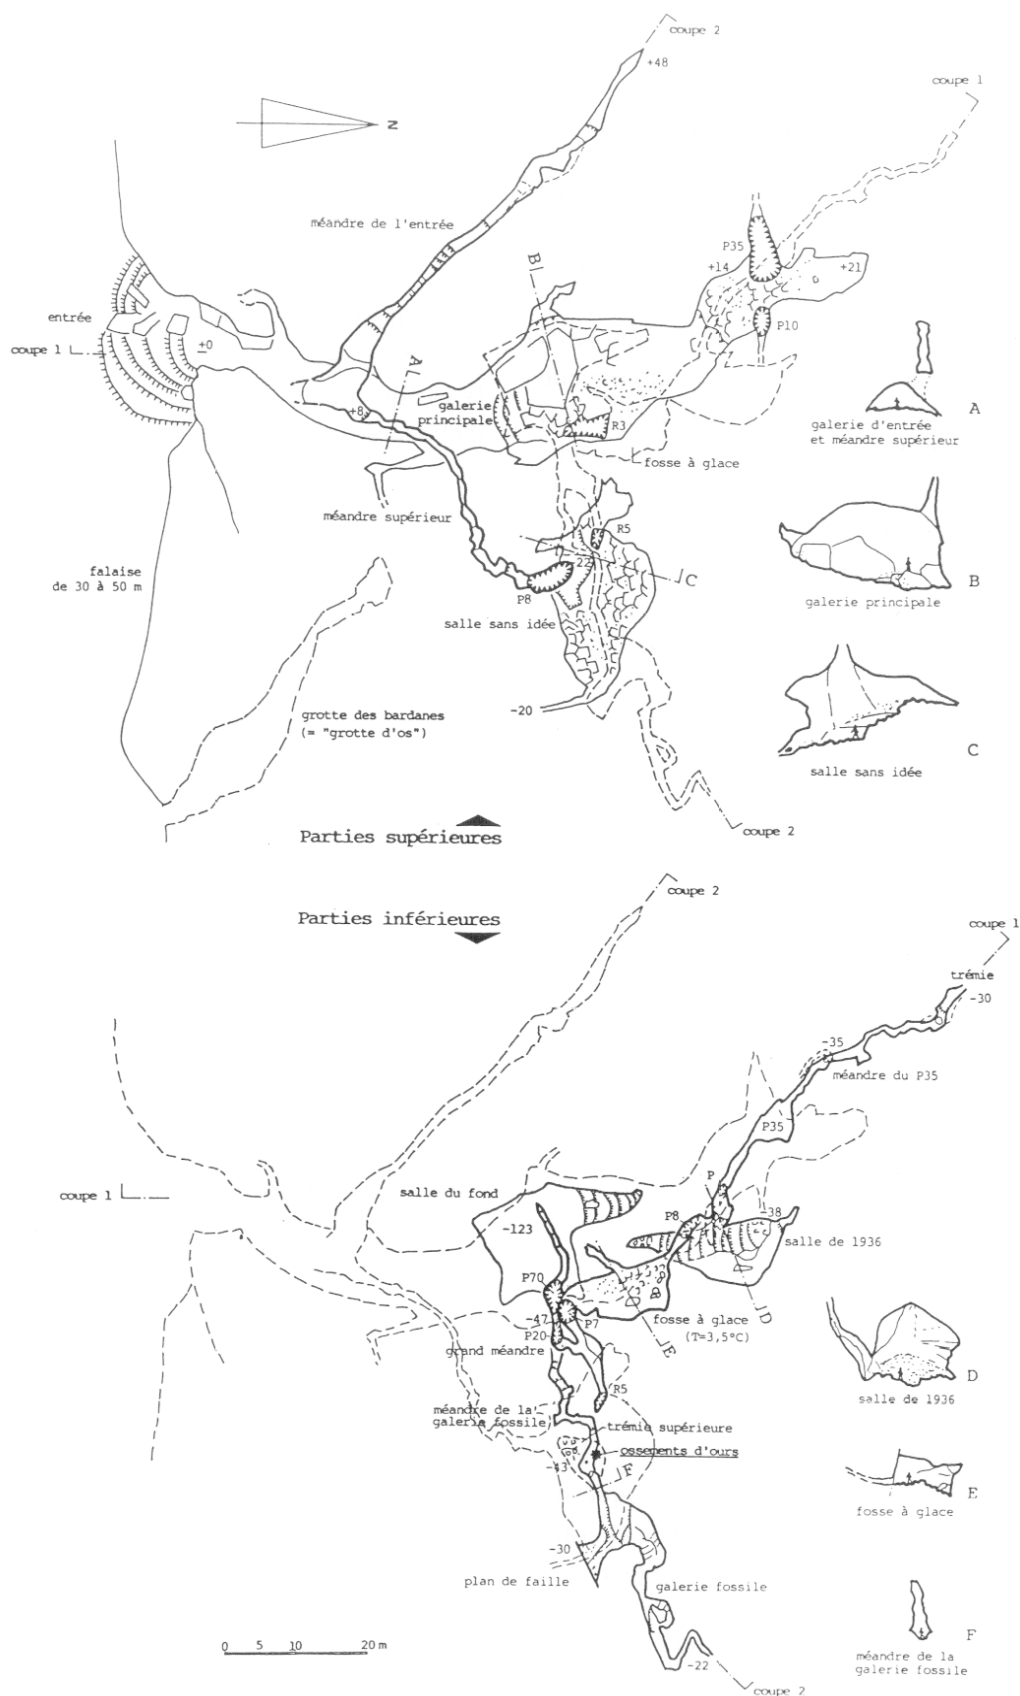 coupe 2
+48
coupe 1
N
méandre de l'entrée
P35
B
+14
+21
entrée
P10
coupe 1
+0
A
+8
galerie
principale
R3
A
galerie d'entrée
et méandre supérieur
fosse à glace
méandre supérieur
R5
falaise
de 30 à 50 m
22
C
P8
B
galerie principale
salle sans idée
-20
grotte des bardanes
(= "grotte d'os")
C
salle sans idée
coupe 2
Parties supérieures
coupe 2
Parties inférieures
coupe 1
trémie
-30
-35
méandre du P35
P35
coupe 1
salle du fond
P
-123
P8
-38
salle de 1936
P70
D
-47
P7
fosse à glace
(T=3,5°C)
P20
grand méandre
E
D
salle de 1936
R5
méandre de la
galerie fossile
trémie supérieure
ossements d'ours
-43
F
E
fosse à glace
-30
plan de faille
galerie fossile
F
0 5 10 20 m
méandre de la
galerie fossile
-22
coupe 2